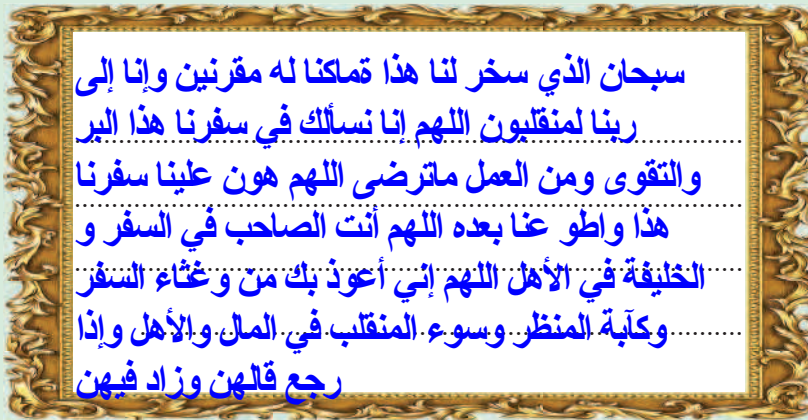 سبحان الذي سخر لنا هذا ةماكنا له مقرنين وإنا إلى
ربنا لمنقلبون اللهم إنا نسألك في سفرنا هذا البر
والتقوى ومن العمل ماترضى اللهم هون علينا سفرنا
هذا واطو عنا بعده اللهم أنت الصاحب في السفر و
الخليفة في الأهل اللهم إني أعوذ بك من وغثاء السفر
وكآبة المنظر وسوء المنقلب في المال والأهل وإذا
رجع قالهن وزاد فيهن